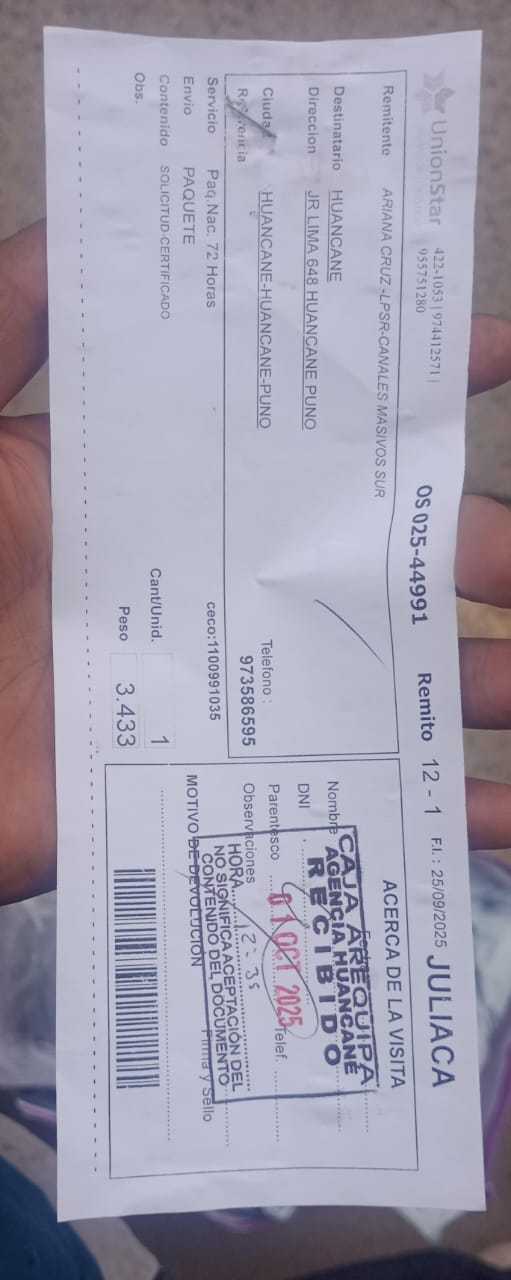 UnionStar
422-1053 | 974412571 |
955751280
OS 025-44991 Remito 12 - 1 F.I.: 25/09/2025 JULIACA
Remitente ARIANA CRUZ-LPSR-CANALES MASIVOS SUR
Destinatario HUANCANE
Direccion JR LIMA 648 HUANCANE PUNO
Ciudad HUANCANE-HUANCANE-PUNO
Referencia
Telefono :
973586595
Servicio Paq.Nac. 72 Horas ceco:1100991035
Envio PAQUETE
Contenido SOLICITUD-CERTIFICADO
Cant/Unid. 1
Obs.
Peso 3.433
ACERCA DE LA VISITA
Nombre
DNI
Parentesco Telef.
Observaciones
Firma y Sello
MOTIVO DE DEVOLUCION
CAJA AREQUIPA
AGENCIA HUANCANE
RECIBIDO
01 OCT 2025
HORA: 12:35
NO SIGNIFICA ACEPTACIÓN DEL
CONTENIDO DEL DOCUMENTO